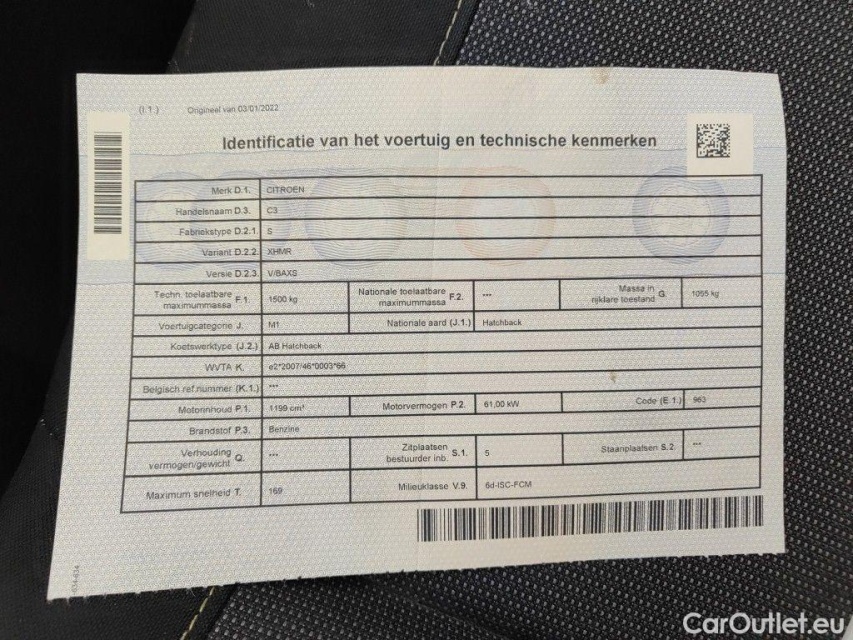 (I.1.) Origineel van 03/01/2022
Identificatie van het voertuig en technische kenmerken
Merk D.1. CITROEN
Handelsnaam D.3. C3
Fabriekstype D.2.1. S
Variant D.2.2. XHMR
Versie D.2.3. V/BAXS
Techn. toelaatbare maximummassa F.1. 1500 kg Nationale toelaatbare maximummassa F.2. --- Massa in rijklare toestand G. 1055 kg
Voertuigcategorie J. M1 Nationale aard (J.1.) Hatchback
Koetswerktype (J.2.) AB Hatchback
WVTA K. e2*2007/46*0003*66
Belgisch ref.nummer (K.1.) ---
Motorinhoud P.1. 1199 cm³ Motorvermogen P.2. 61,00 kW Code (E.1.) 963
Brandstof P.3. Benzine
Verhouding vermogen/gewicht Q. --- Zitplaatsen bestuurder inb. S.1. 5 Staanplaatsen S.2. ---
Maximum snelheid T. 169 Milieuklasse V.9. 6d-ISC-FCM
CarOutlet.eu